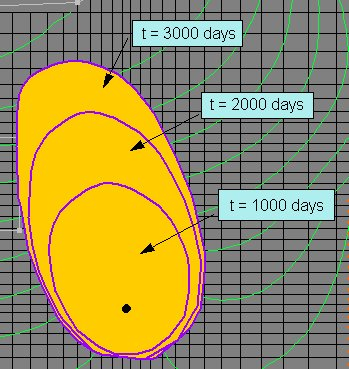 t = 3000 days
t = 2000 days
t = 1000 days